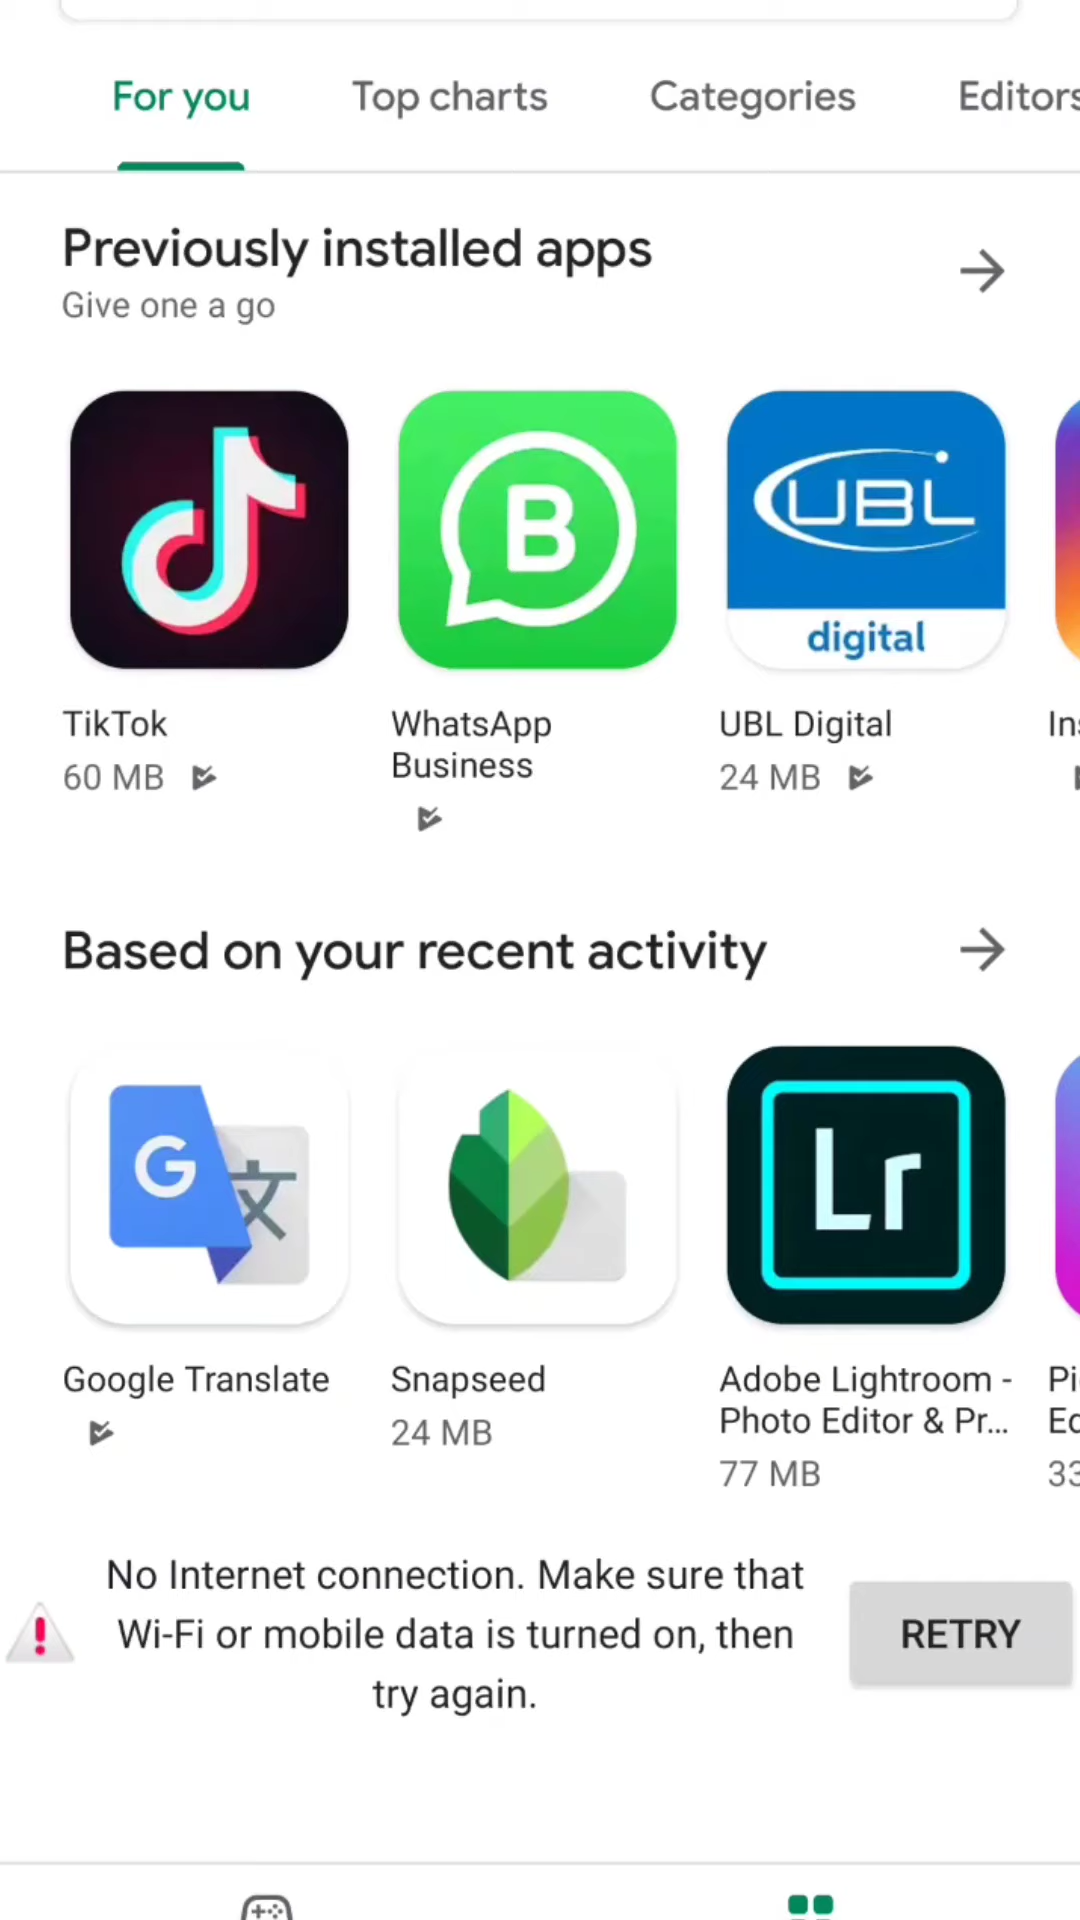 For you Top charts Categories Editors
Previously installed apps
Give one a go
B
UBL
digital
TikTok WhatsApp Business UBL Digital
60 MB 24 MB
Based on your recent activity
G 文 Lr
Google Translate Snapseed Adobe Lightroom -
Photo Editor & Pr...
24 MB
77 MB 33
No Internet connection. Make sure that
Wi-Fi or mobile data is turned on, then
try again.
RETRY